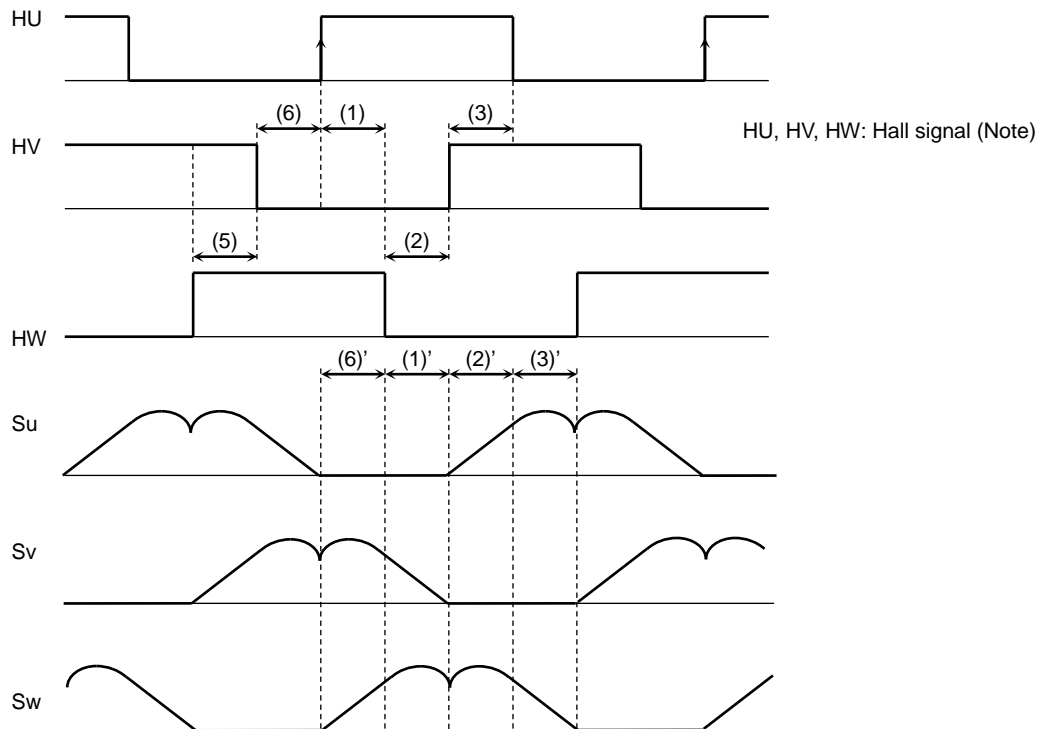 HU
(6) (1) (3)
HU, HV, HW: Hall signal (Note)
HV
(5) (2)
HW
(6)’ (1)’ (2)’ (3)’
Su
Sv
Sw